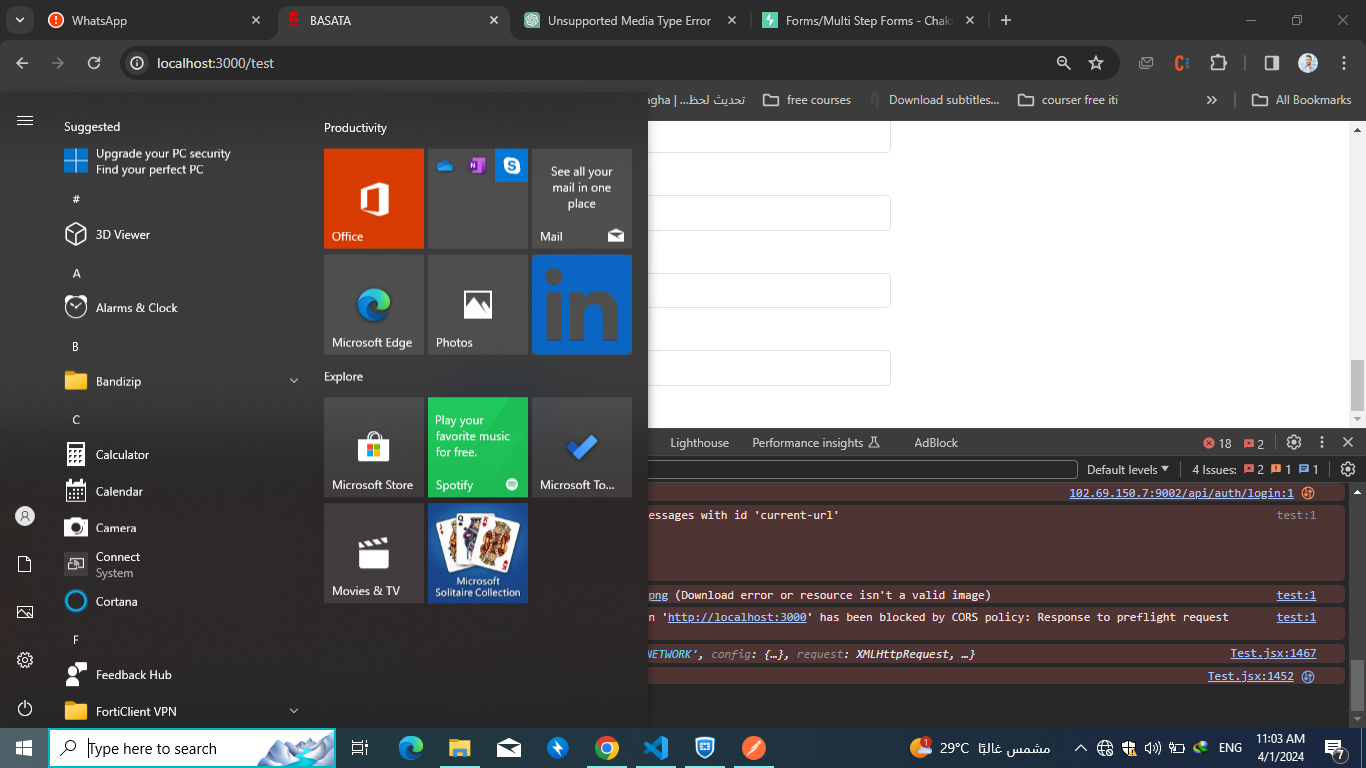 WhatsApp
BASATA
Unsupported Media Type Error
Forms/Multi Step Forms - Chak
localhost:3000/test
agha | ...تحديث لحظ
free courses
Download subtitles...
courser free iti
All Bookmarks
Suggested
Upgrade your PC security
Find your perfect PC
#
3D Viewer
A
Alarms & Clock
B
Bandizip
C
Calculator
Calendar
Camera
Connect
System
Cortana
F
Feedback Hub
FortiClient VPN
Productivity
Office
See all your
mail in one
place
Mail
Microsoft Edge
Photos
in
Explore
Microsoft Store
Play your
favorite music
for free.
Spotify
Microsoft To...
Movies & TV
Microsoft
Solitaire Collection
Lighthouse
Performance insights
AdBlock
18
2
Default levels
4 Issues:
2
1
1
102.69.150.7:9002/api/auth/login:1
essages with id 'current-url'
test:1
png (Download error or resource isn't a valid image)
test:1
n 'http://localhost:3000' has been blocked by CORS policy: Response to preflight request
test:1
NETWORK', config: {…}, request: XMLHttpRequest, …}
Test.jsx:1467
Test.jsx:1452
Type here to search
1
29°C
مشمس غالبًا
ENG
11:03 AM
4/1/2024
7